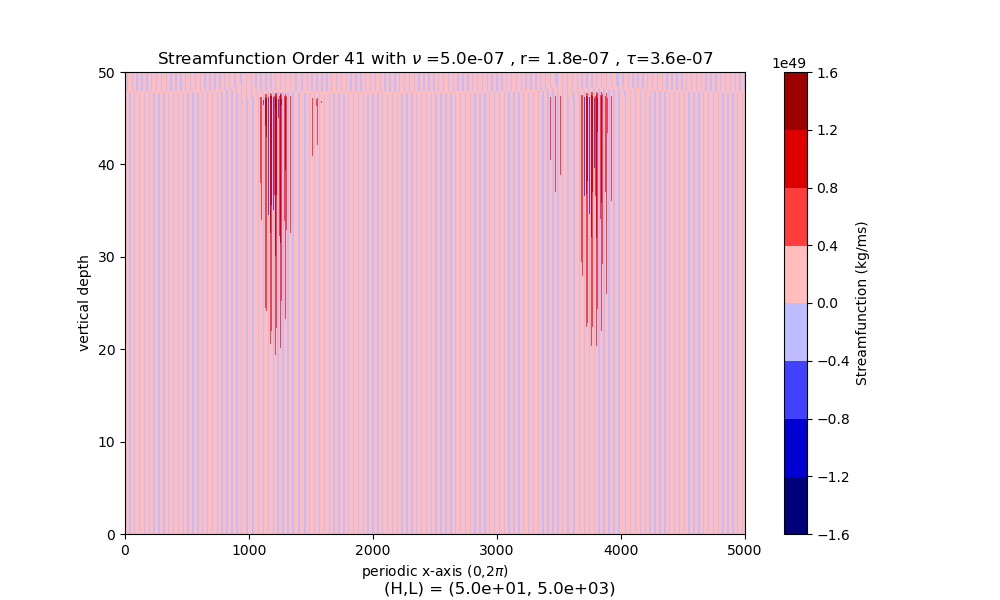 Streamfunction Order 41 with ν =5.0e-07 , r= 1.8e-07 , τ=3.6e-07
1e49
50
40
30
20
10
0
vertical depth
0 1000 2000 3000 4000 5000
periodic x-axis (0,2π)
(H,L) = (5.0e+01, 5.0e+03)
1.6
1.2
0.8
0.4
0.0
−0.4
−0.8
−1.2
−1.6
Streamfunction (kg/ms)